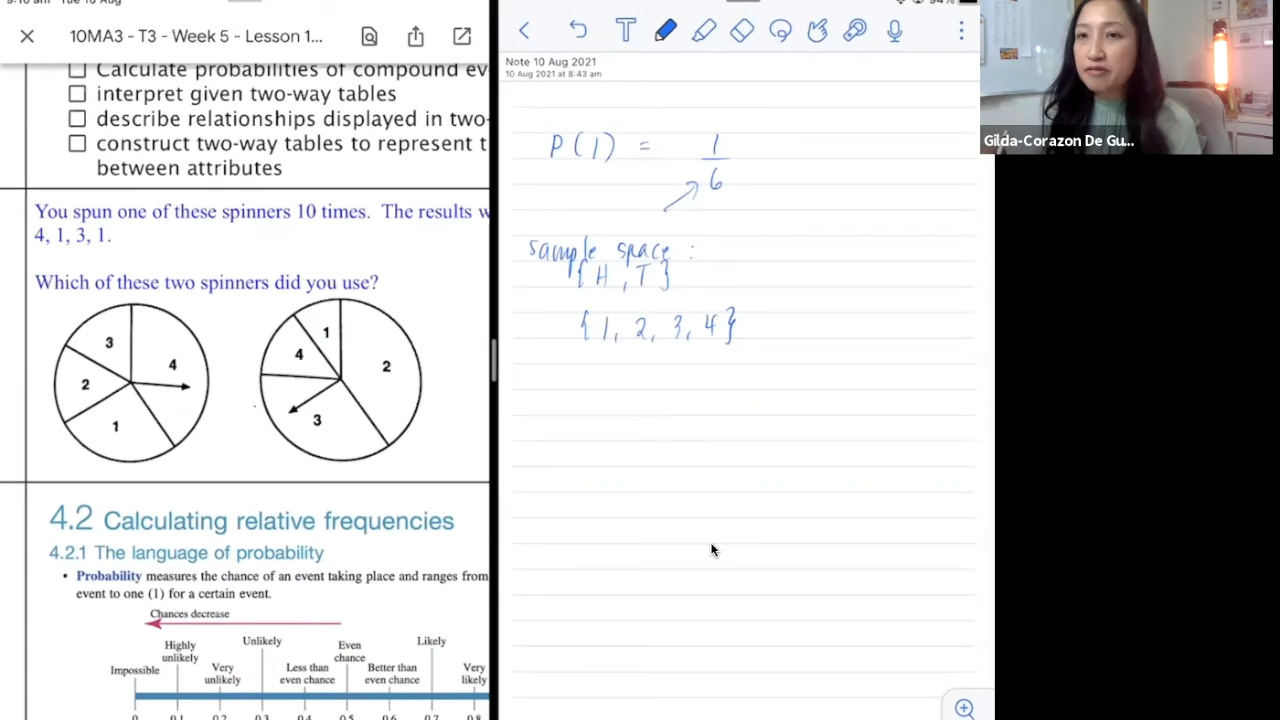 10MA3 - T3 - Week 5 - Lesson 1...
Calculate probabilities of compound ev
interpret given two-way tables
describe relationships displayed in two-
construct two-way tables to represent t
between attributes
You spun one of these spinners 10 times. The results w
4, 1, 3, 1.
Which of these two spinners did you use?
3
4
2
1
1
4
2
3
4.2 Calculating relative frequencies
4.2.1 The language of probability
• Probability measures the chance of an event taking place and ranges from
event to one (1) for a certain event.
Chances decrease
Impossible
Highly
unlikely
Very
unlikely
Unlikely
Less than
even chance
Even
chance
Better than
even chance
Likely
Very
likely
0 0.1 0.2 0.3 0.4 0.5 0.6 0.7 0.8
T
Note 10 Aug 2021
10 Aug 2021 at 8:43 am
P(1) = 1/6
sample space :
{H, T}
{1, 2, 3, 4}
Gilda-Corazon De Gu...